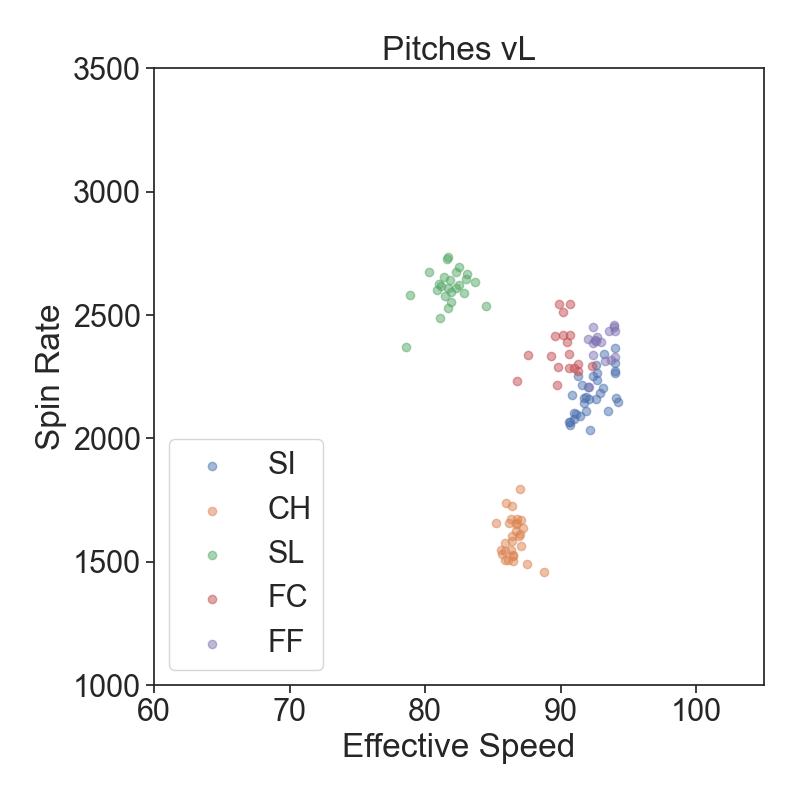 Pitches vL
3500
3000
2500
2000
1500
1000
Spin Rate
SI
CH
SL
FC
FF
60 70 80 90 100
Effective Speed